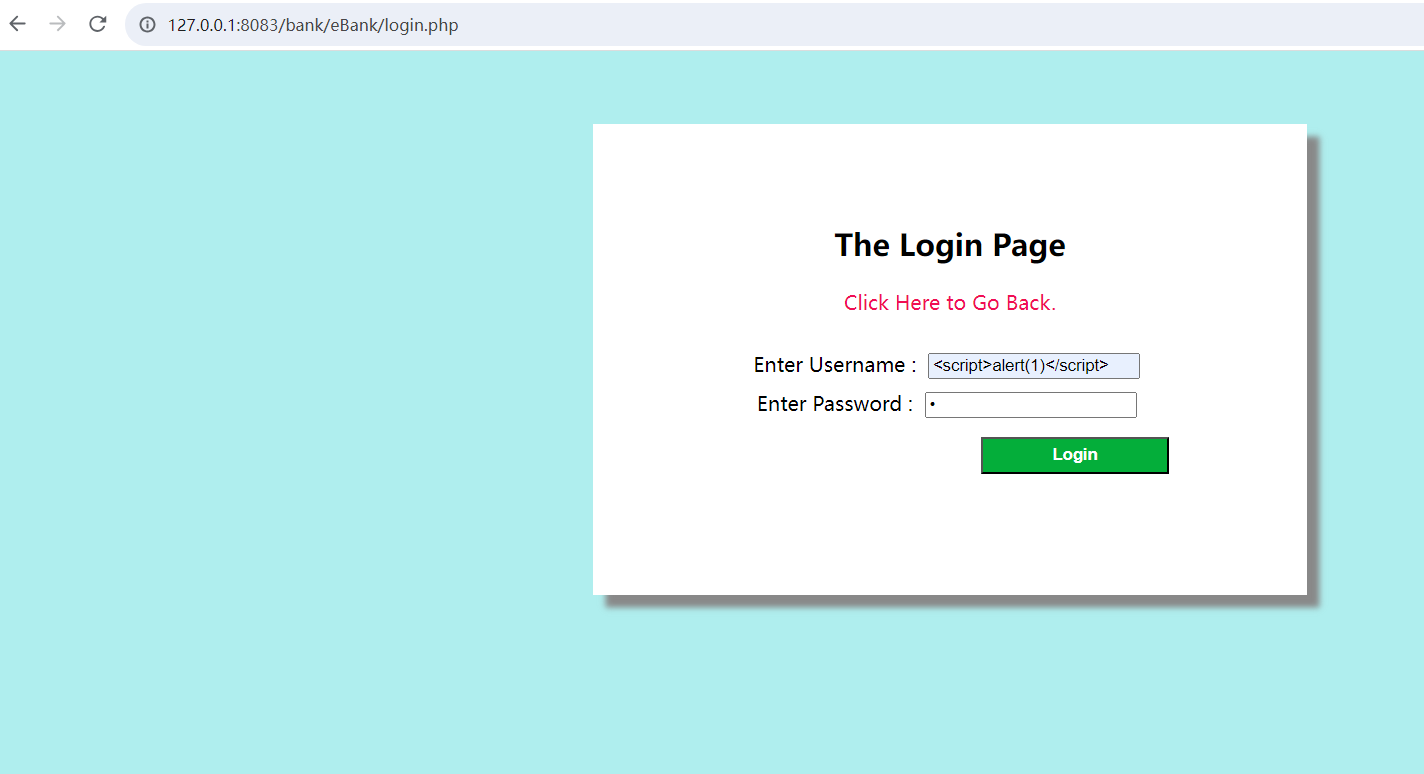 127.0.0.1:8083/bank/eBank/login.php
The Login Page
Click Here to Go Back.
Enter Username : <script>alert(1)</script>
Enter Password : •
Login